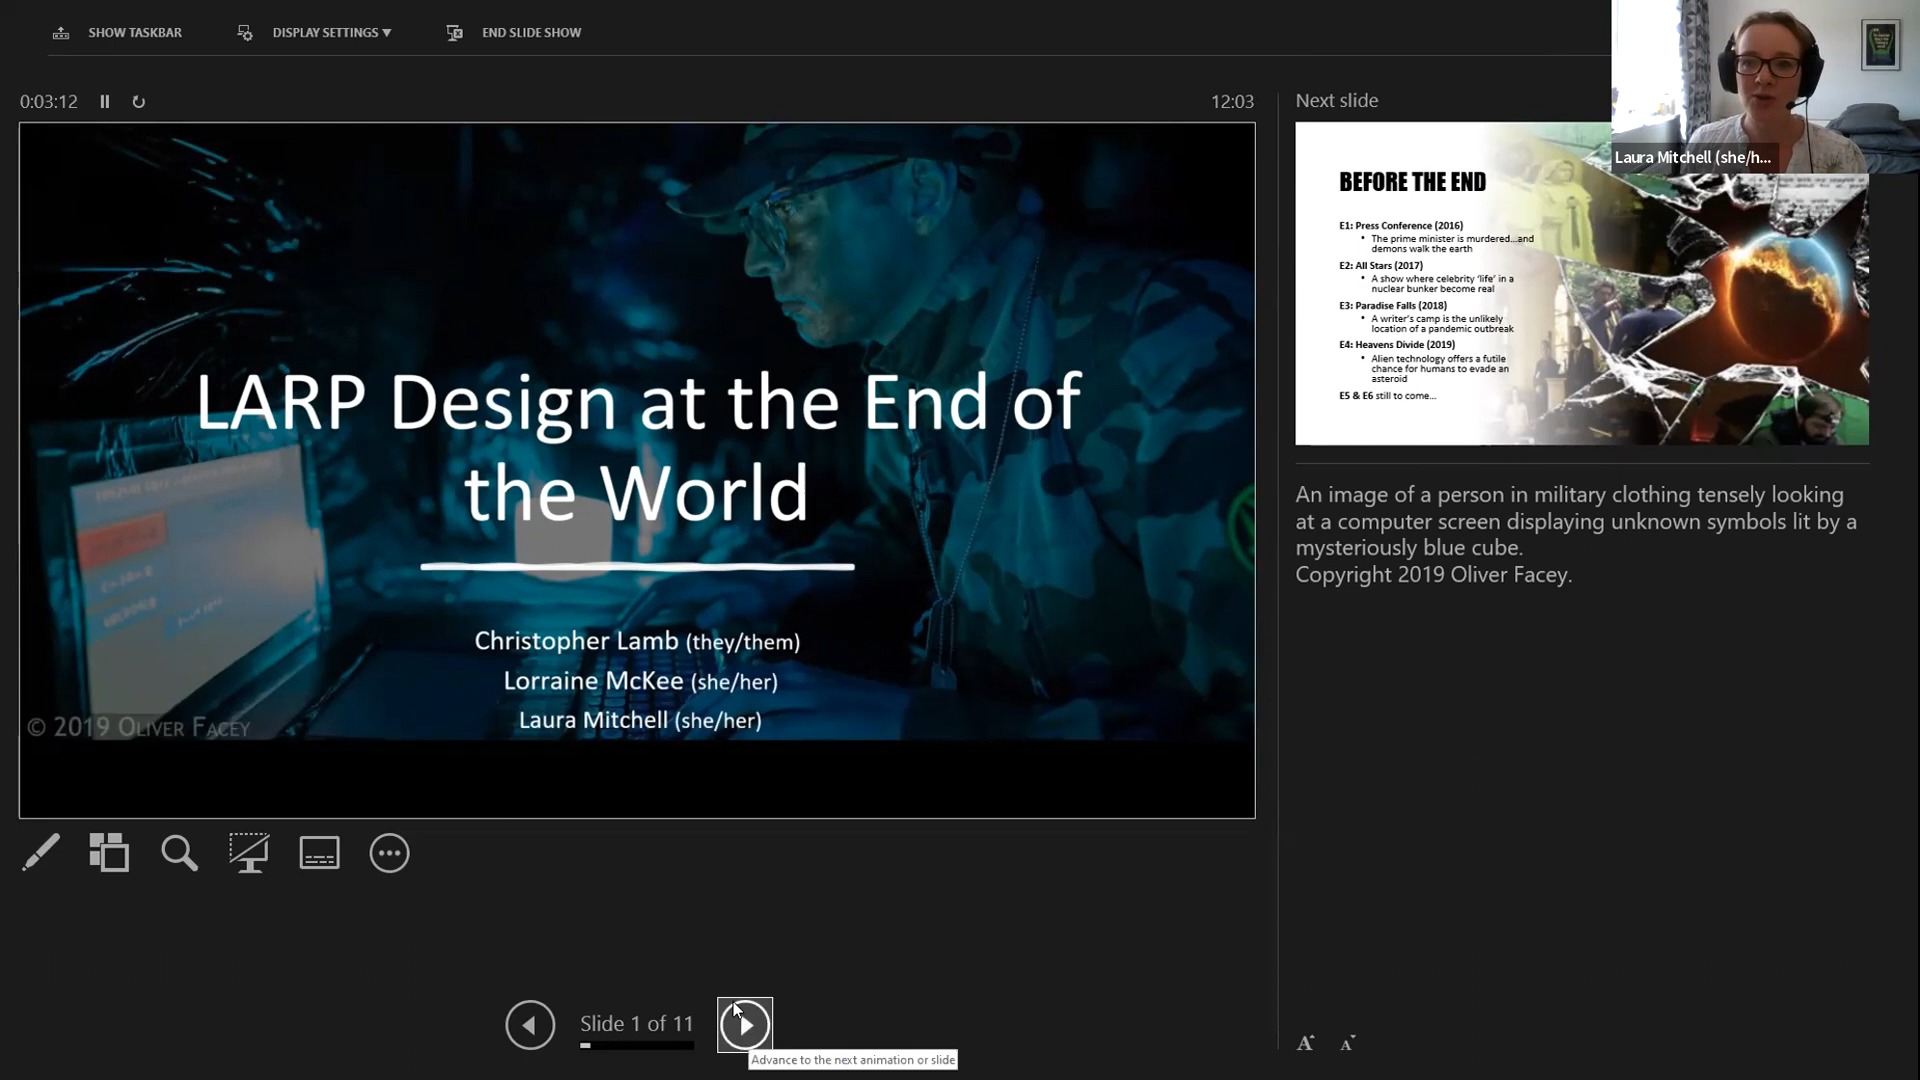 SHOW TASKBAR
DISPLAY SETTINGS ▼
END SLIDE SHOW
0:03:12
12:03
LARP Design at the End of
the World
Christopher Lamb (they/them)
Lorraine McKee (she/her)
Laura Mitchell (she/her)
© 2019 OLIVER FACEY
Slide 1 of 11
Advance to the next animation or slide
Next slide
Laura Mitchell (she/h...
BEFORE THE END
E1: Press Conference (2016)
• The prime minister is murdered...and
demons walk the earth
E2: All Stars (2017)
• A show where celebrity ‘life’ in a
nuclear bunker become real
E3: Paradise Falls (2018)
• A writer’s camp is the unlikely
location of a pandemic outbreak
E4: Heavens Divide (2019)
• Alien technology offers a futile
chance for humans to evade an
asteroid
E5 & E6 still to come...
An image of a person in military clothing tensely looking
at a computer screen displaying unknown symbols lit by a
mysteriously blue cube.
Copyright 2019 Oliver Facey.
A A